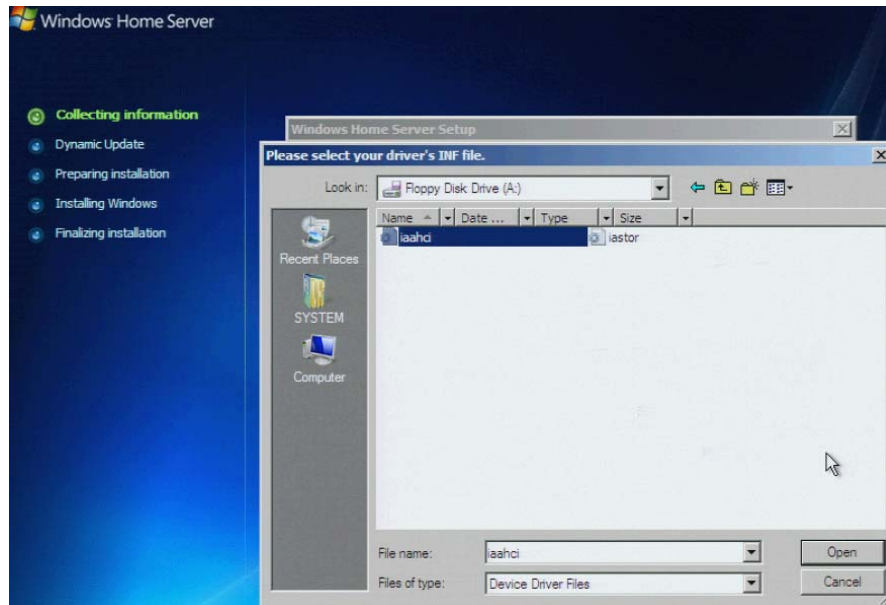 Windows Home Server
Collecting information
Dynamic Update
Preparing installation
Installing Windows
Finalizing installation
Windows Home Server Setup
Please select your driver's INF file.
Look in:
Floppy Disk Drive (A:)
Name
Date ...
Type
Size
iaahci
iastor
Recent Places
SYSTEM
Computer
File name:
iaahci
Open
Files of type:
Device Driver Files
Cancel